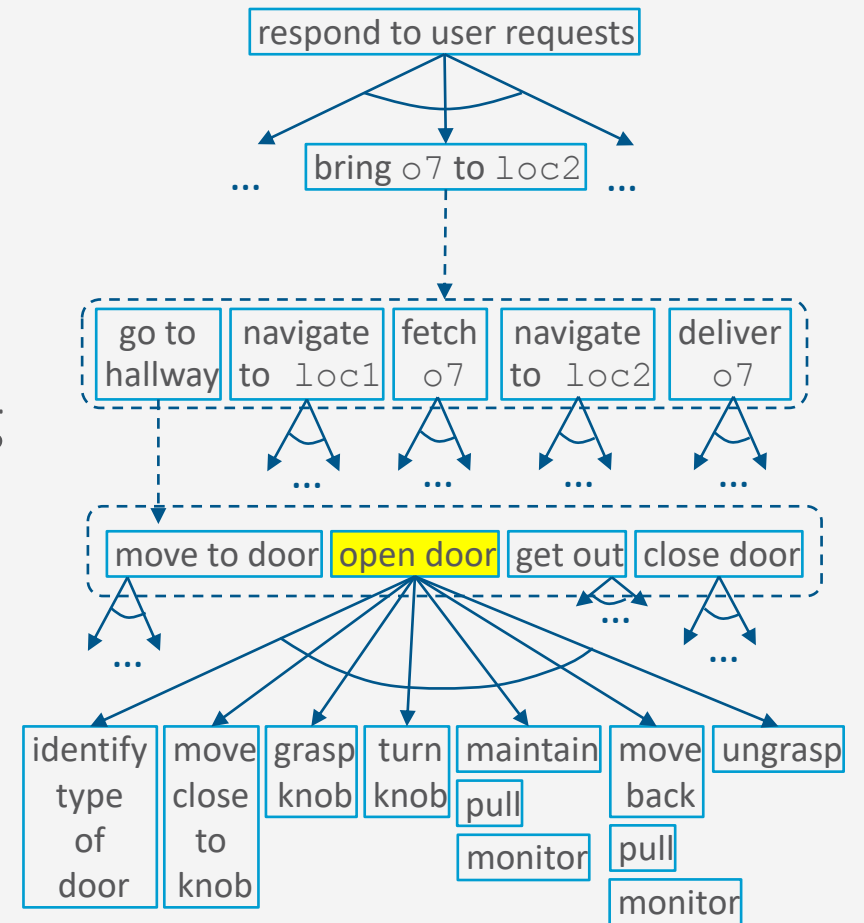 respond to user requests
...
bring o7 to loc2
...
go to
hallway
navigate
to loc1
fetch
o7
navigate
to loc2
deliver
o7
...
...
...
...
move to door
open door
get out
close door
...
...
...
identify
type
of
door
move
close
to
knob
grasp
knob
turn
knob
maintain
pull
monitor
move
back
pull
monitor
ungrasp